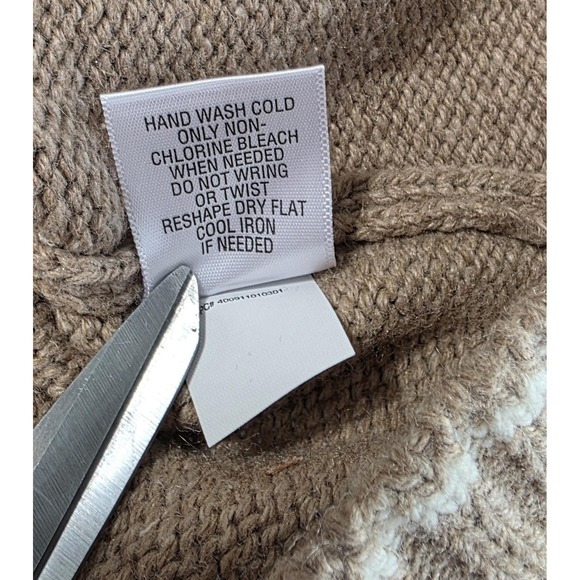 HAND WASH COLD
ONLY NON-
CHLORINE BLEACH
WHEN NEEDED
DO NOT WRING
OR TWIST
RESHAPE DRY FLAT
COOL IRON
IF NEEDED
400911010301